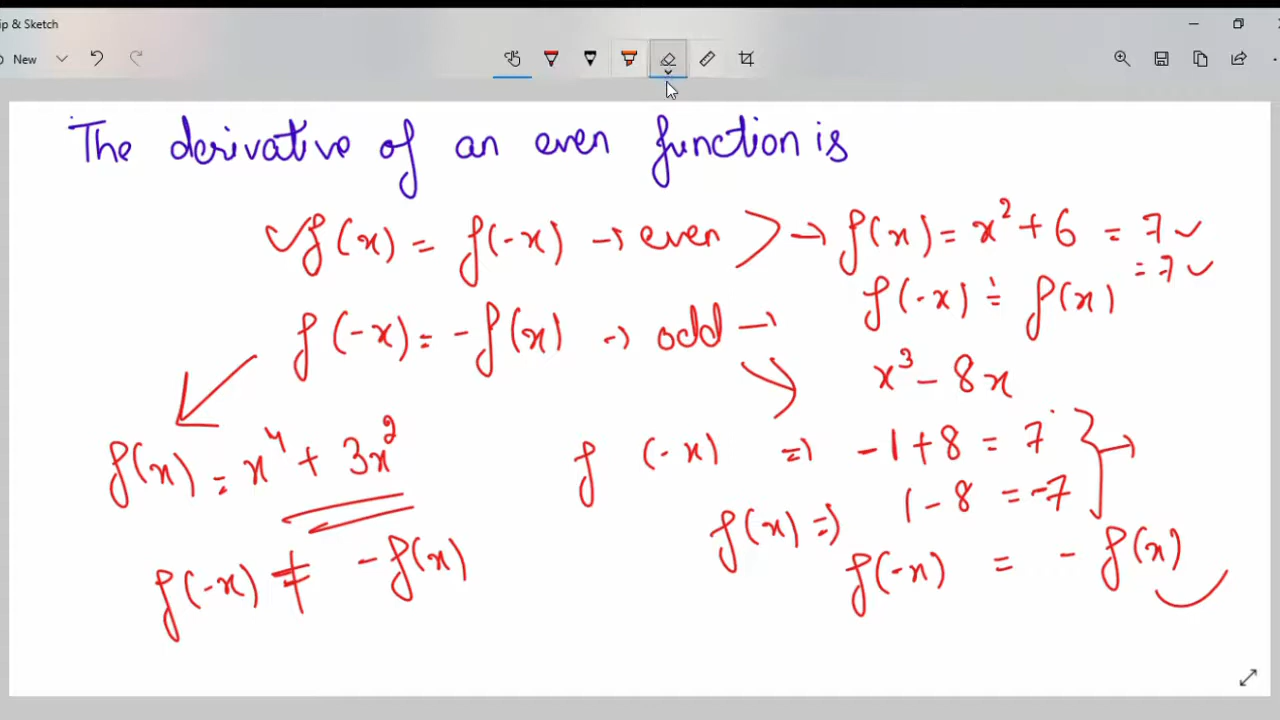 ip & Sketch
New
The derivative of an even function is
✓f(x) = f(-x) → even > → f(x) = x² + 6 = 7 ✓
= 7 ✓
f(-x) = f(x)
f(-x) = -f(x) → odd →
x³ - 8x
f(x) = x⁴ + 3x²
f(-x) ⇒ -1+8 = 7
f(x) ⇒ 1-8 = -7
f(-x) ≠ -f(x)
f(-x) = - f(x)